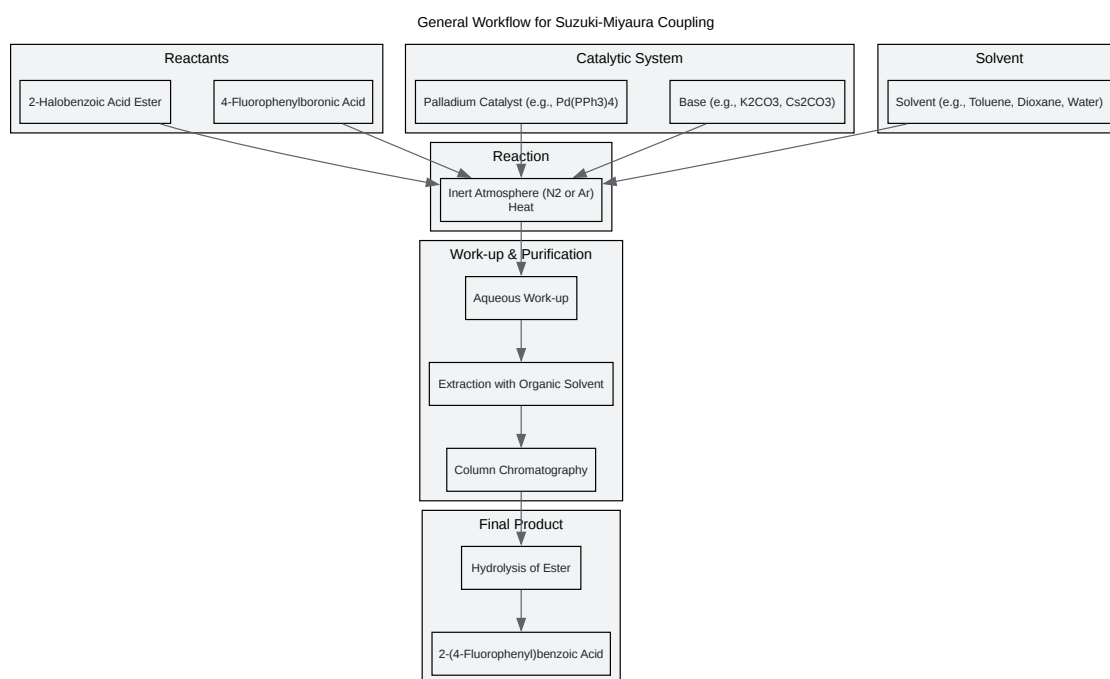 General Workflow for Suzuki-Miyaura Coupling
Reactants
2-Halobenzoic Acid Ester
4-Fluorophenylboronic Acid
Catalytic System
Palladium Catalyst (e.g., Pd(PPh3)4)
Base (e.g., K2CO3, Cs2CO3)
Solvent
Solvent (e.g., Toluene, Dioxane, Water)
Reaction
Inert Atmosphere (N2 or Ar)
Heat
Work-up & Purification
Aqueous Work-up
Extraction with Organic Solvent
Column Chromatography
Final Product
Hydrolysis of Ester
2-(4-Fluorophenyl)benzoic Acid